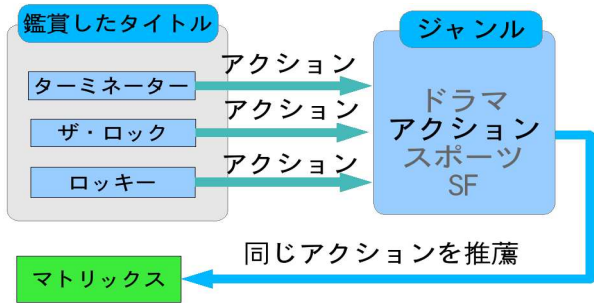 鑑賞したタイトル
ターミネーター
ザ・ロック
ロッキー
アクション
アクション
アクション
ジャンル
ドラマ
アクション
スポーツ
SF
同じアクションを推薦
マトリックス